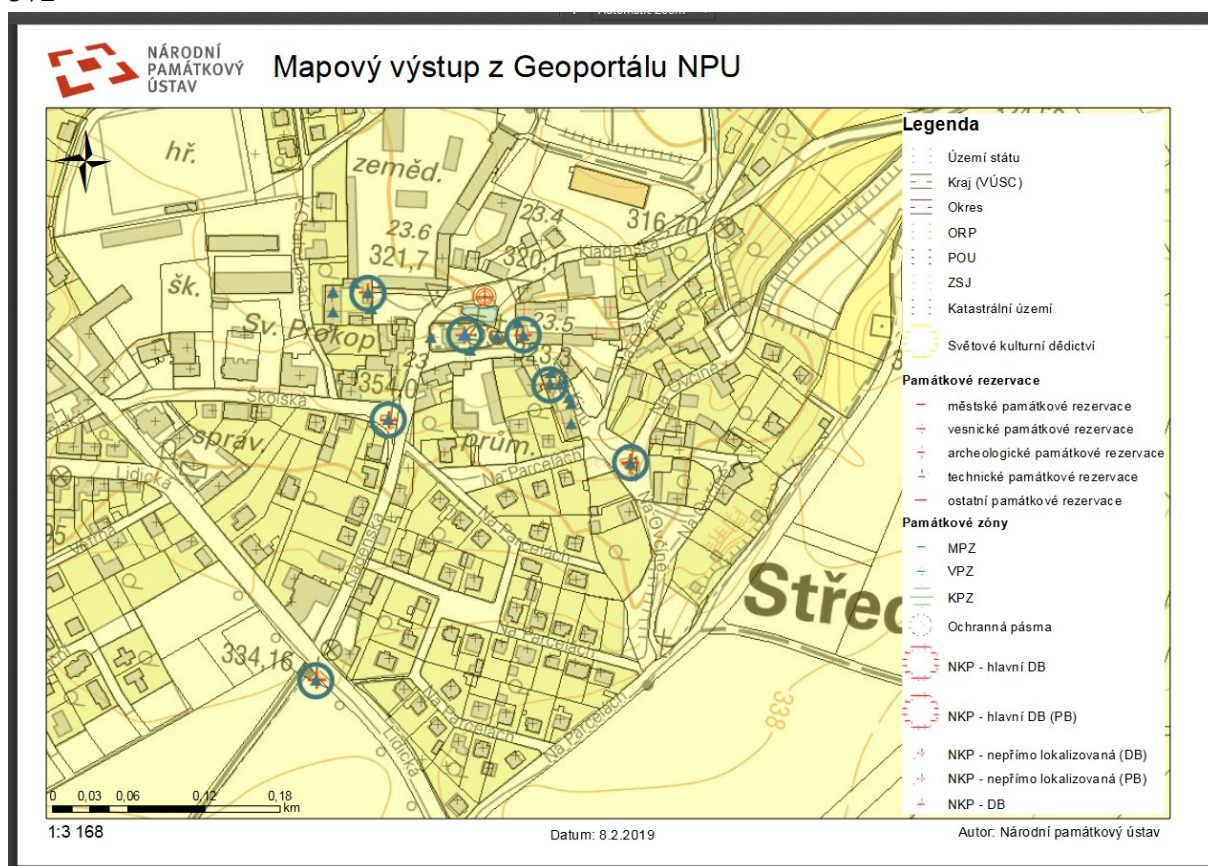 Automatic Zoom
NÁRODNÍ
PAMÁTKOVÝ
ÚSTAV
Mapový výstup z Geoportálu NPU
hř.
zeměd.
23.4
316,70
23.6
321,7
320,1
Kladenská
šk.
Sv. Prokop
23.5
23
354,0
Školská
správ.
prům.
Na Parcelách
Lidická
Na Parcelách
Kladenská
Na Ovčíně
Střed
334,16
Na Parcelách
Na Parcelách
Na Parcelách
Lidická
338
Legenda
Území státu
Kraj (VÚSC)
Okres
ORP
POU
ZSJ
Katastrální území
Světové kulturní dědictví
Památkové rezervace
městské památkové rezervace
vesnické památkové rezervace
archeologické památkové rezervace
technické památkové rezervace
ostatní památkové rezervace
Památkové zóny
MPZ
VPZ
KPZ
Ochranná pásma
NKP - hlavní DB
NKP - hlavní DB (PB)
NKP - nepřímo lokalizovaná (DB)
NKP - nepřímo lokalizovaná (PB)
NKP - DB
0 0,03 0,06 0,12 0,18
km
1:3 168
Datum: 8.2.2019
Autor: Národní památkový ústav